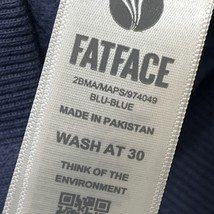 FATFACE
2BMA/MAPS/974049
BLU-BLUE
MADE IN PAKISTAN
WASH AT 30
THINK OF THE
ENVIRONMENT